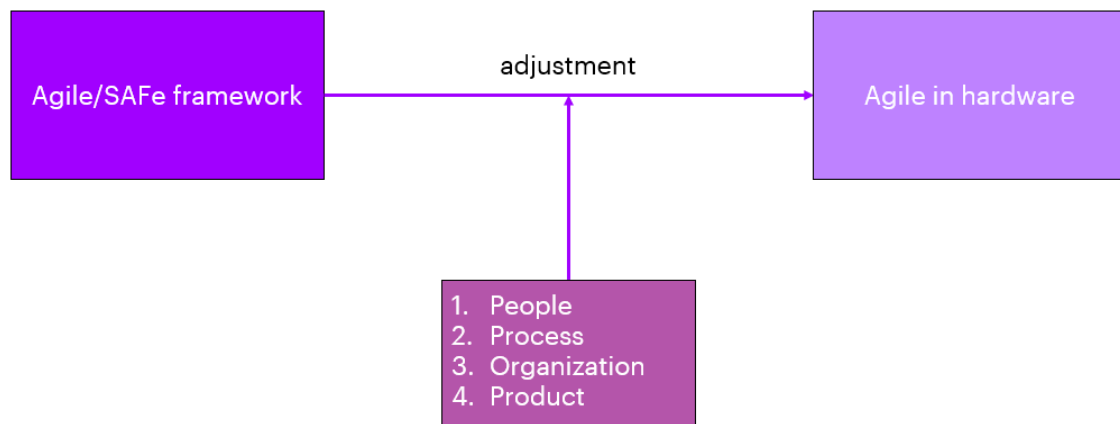 adjustment
Agile/SAFe framework
Agile in hardware
1. People
2. Process
3. Organization
4. Product